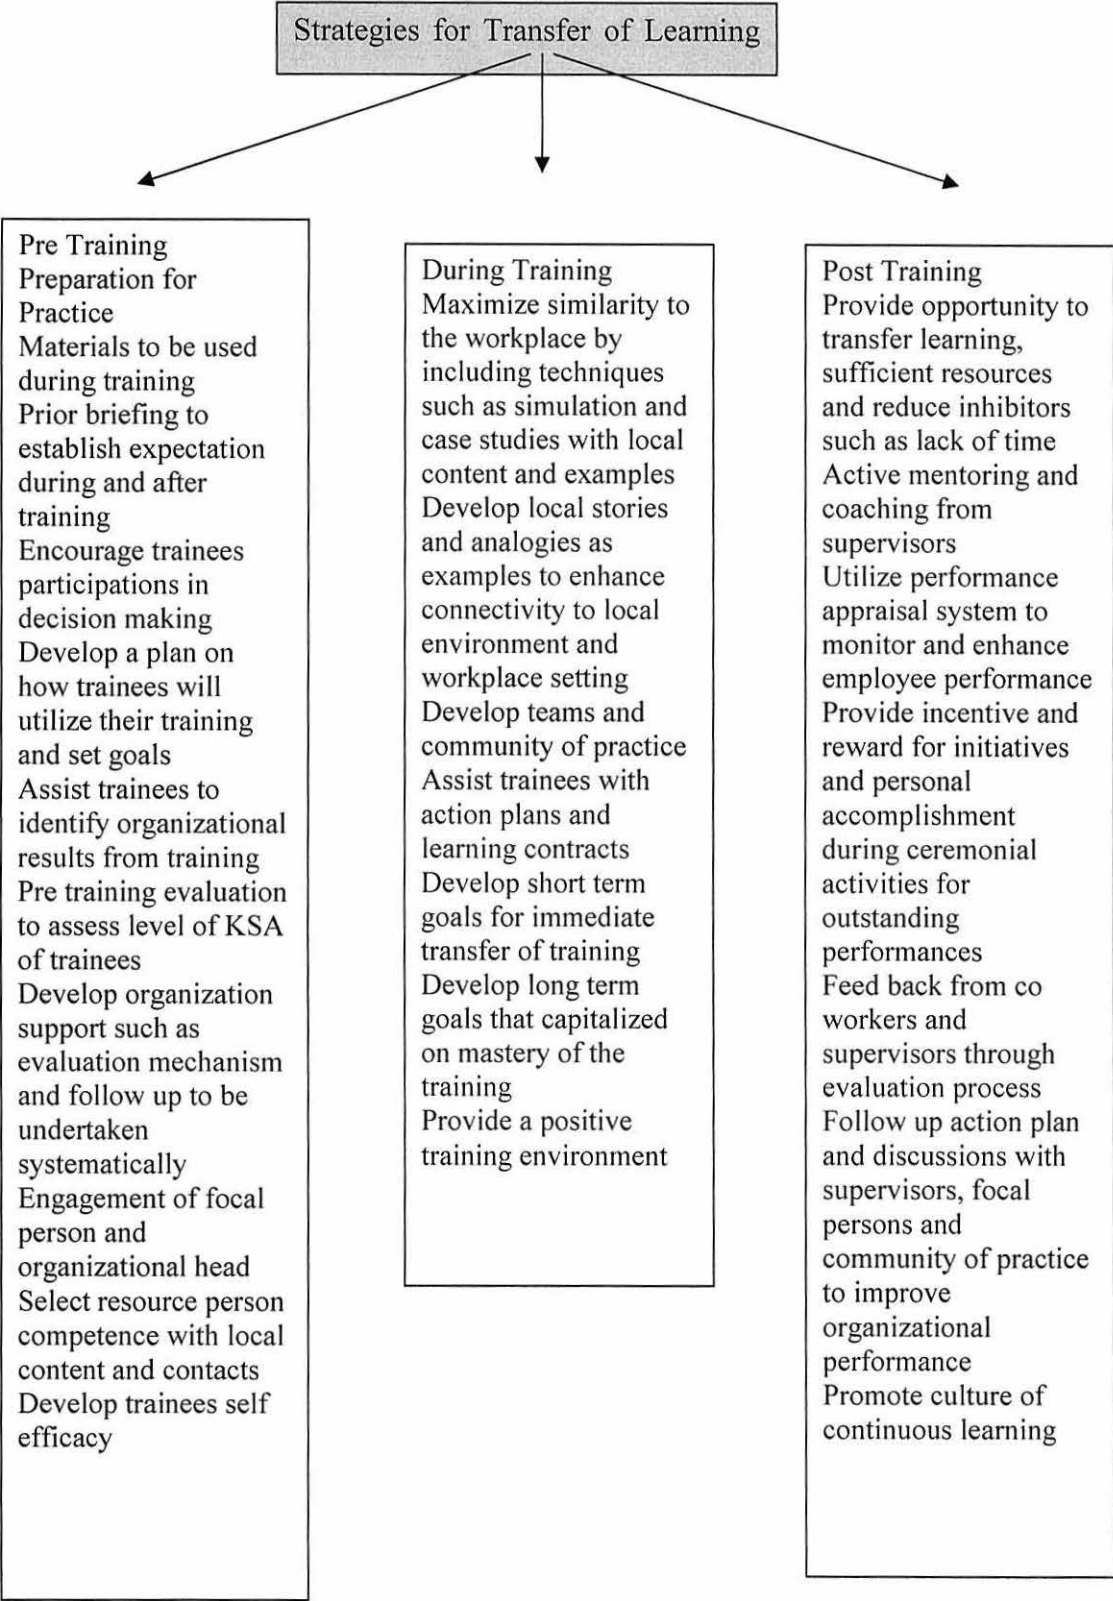 Strategies for Transfer of Learning
Pre Training
Preparation for
Practice
Materials to be used
during training
Prior briefing to
establish expectation
during and after
training
Encourage trainees
participations in
decision making
Develop a plan on
how trainees will
utilize their training
and set goals
Assist trainees to
identify organizational
results from training
Pre training evaluation
to assess level of KSA
of trainees
Develop organization
support such as
evaluation mechanism
and follow up to be
undertaken
systematically
Engagement of focal
person and
organizational head
Select resource person
competence with local
content and contacts
Develop trainees self
efficacy
During Training
Maximize similarity to
the workplace by
including techniques
such as simulation and
case studies with local
content and examples
Develop local stories
and analogies as
examples to enhance
connectivity to local
environment and
workplace setting
Develop teams and
community of practice
Assist trainees with
action plans and
learning contracts
Develop short term
goals for immediate
transfer of training
Develop long term
goals that capitalized
on mastery of the
training
Provide a positive
training environment
Post Training
Provide opportunity to
transfer learning,
sufficient resources
and reduce inhibitors
such as lack of time
Active mentoring and
coaching from
supervisors
Utilize performance
appraisal system to
monitor and enhance
employee performance
Provide incentive and
reward for initiatives
and personal
accomplishment
during ceremonial
activities for
outstanding
performances
Feed back from co
workers and
supervisors through
evaluation process
Follow up action plan
and discussions with
supervisors, focal
persons and
community of practice
to improve
organizational
performance
Promote culture of
continuous learning